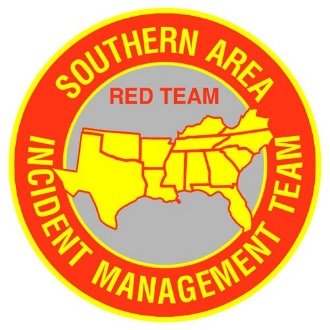 SOUTHERN AREA
RED TEAM
INCIDENT MANAGEMENT TEAM